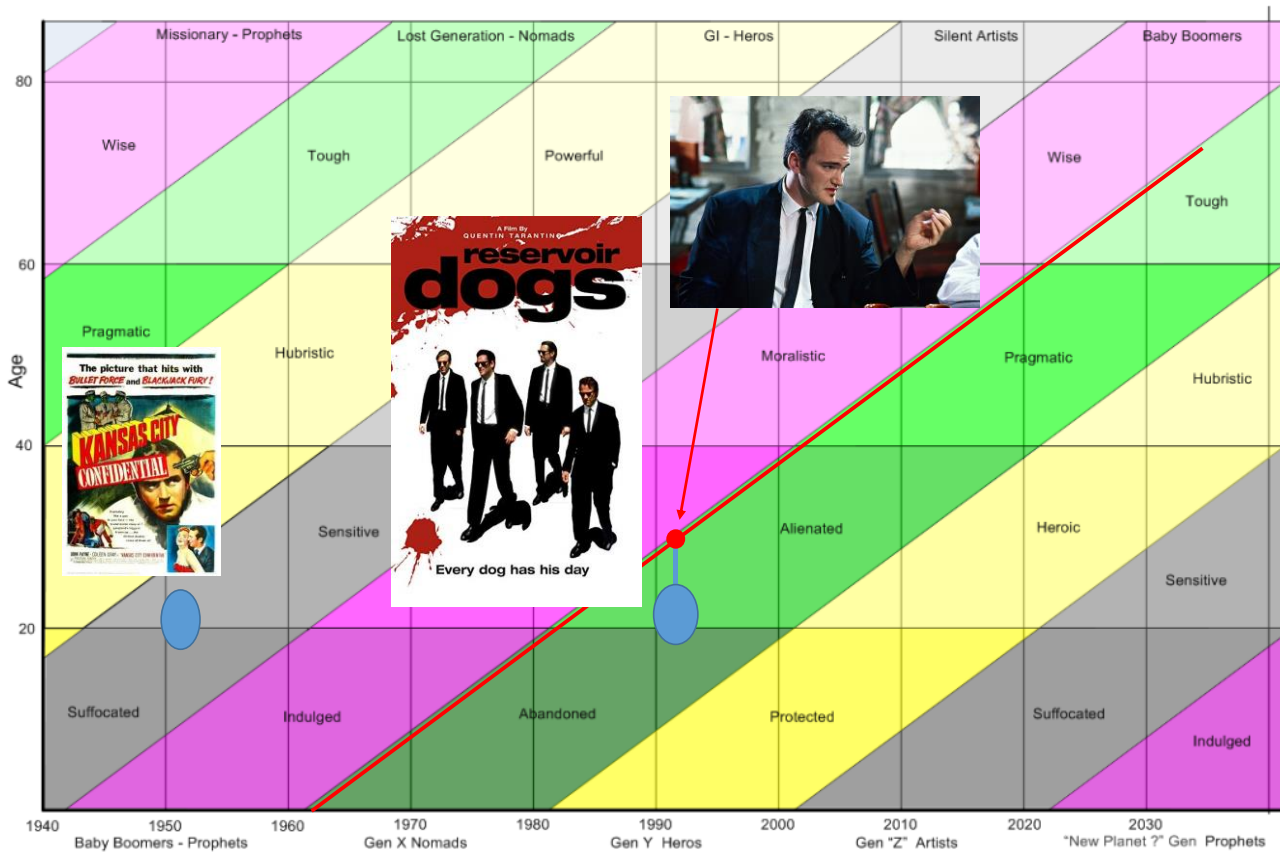 Missionary - Prophets
Lost Generation - Nomads
GI - Heros
Silent Artists
Baby Boomers
80
Wise
Tough
Powerful
Wise
Tough
A Film By
QUENTIN TARANTINO
reservoir
dogs
60
Pragmatic
Hubristic
Moralistic
Pragmatic
Hubristic
Age
The picture that hits with
BULLET FORCE and BLACKJACK FURY!
KANSAS CITY
CONFIDENTIAL
40
Sensitive
Alienated
Heroic
Sensitive
Every dog has his day
20
Suffocated
Indulged
Abandoned
Protected
Suffocated
Indulged
1940
1950
1960
1970
1980
1990
2000
2010
2020
2030
Baby Boomers - Prophets
Gen X Nomads
Gen Y Heros
Gen "Z" Artists
"New Planet ?" Gen Prophets